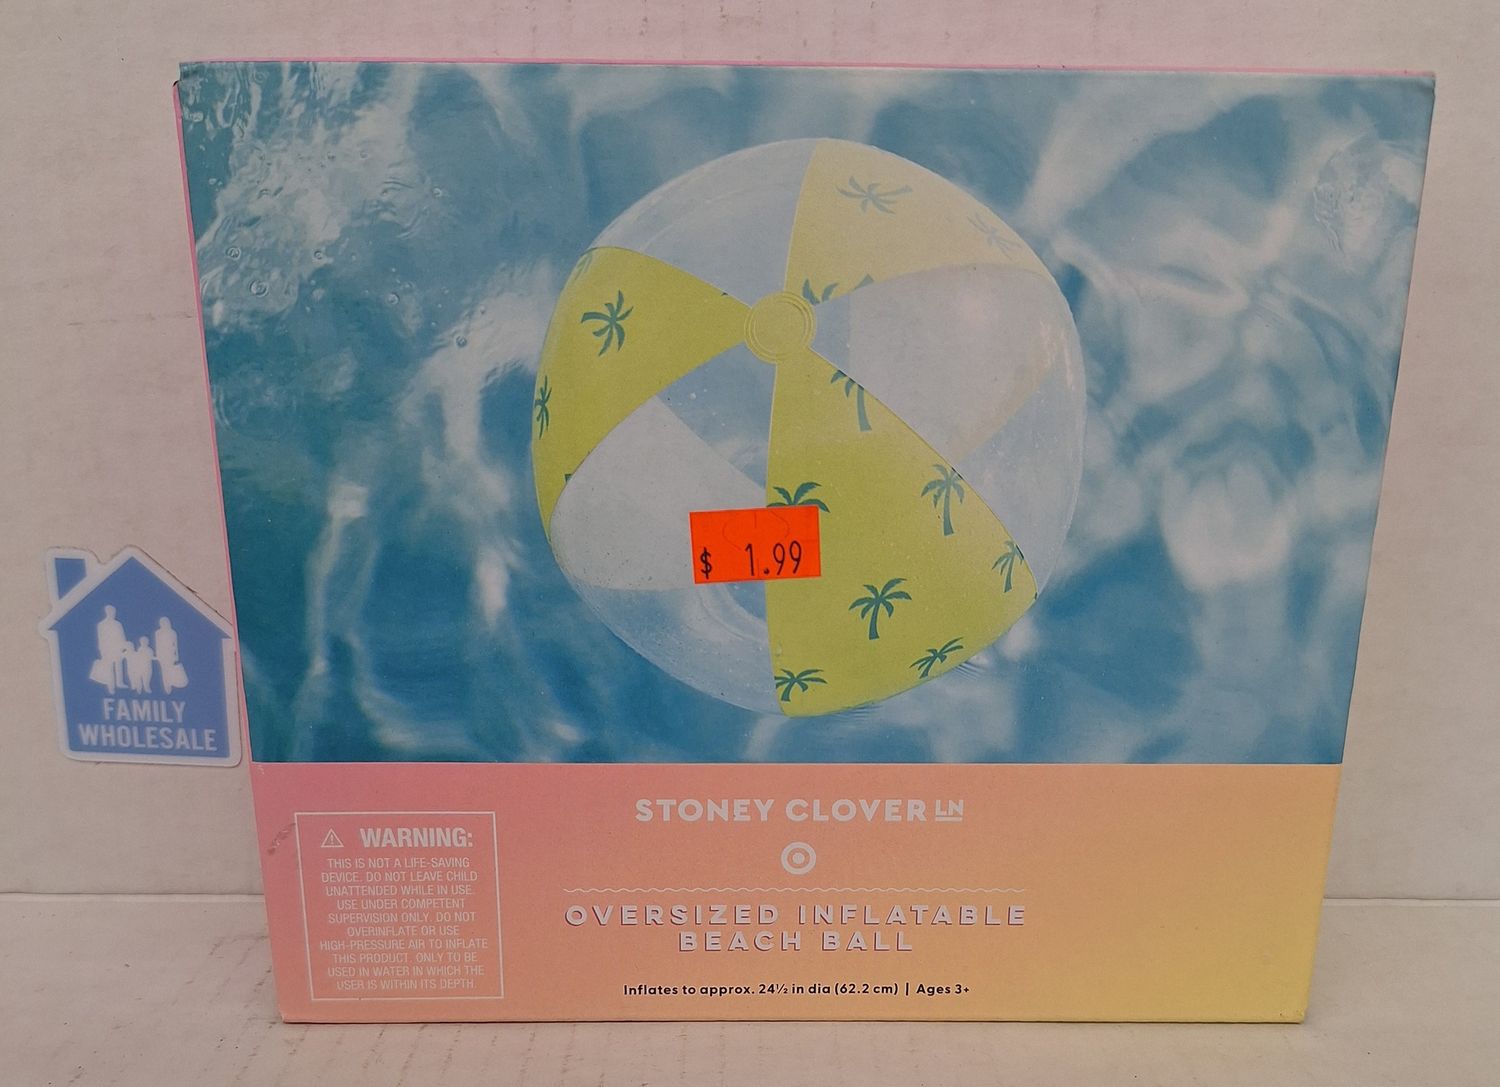 $ 1.99
FAMILY
WHOLESALE
STONEY CLOVER LN
⚠ WARNING:
THIS IS NOT A LIFE-SAVING
DEVICE. DO NOT LEAVE CHILD
UNATTENDED WHILE IN USE.
USE UNDER COMPETENT
SUPERVISION ONLY. DO NOT
OVERINFLATE OR USE
HIGH-PRESSURE AIR TO INFLATE
THIS PRODUCT. ONLY TO BE
USED IN WATER IN WHICH THE
USER IS WITHIN ITS DEPTH.
OVERSIZED INFLATABLE
BEACH BALL
Inflates to approx. 24½ in dia (62.2 cm) | Ages 3+